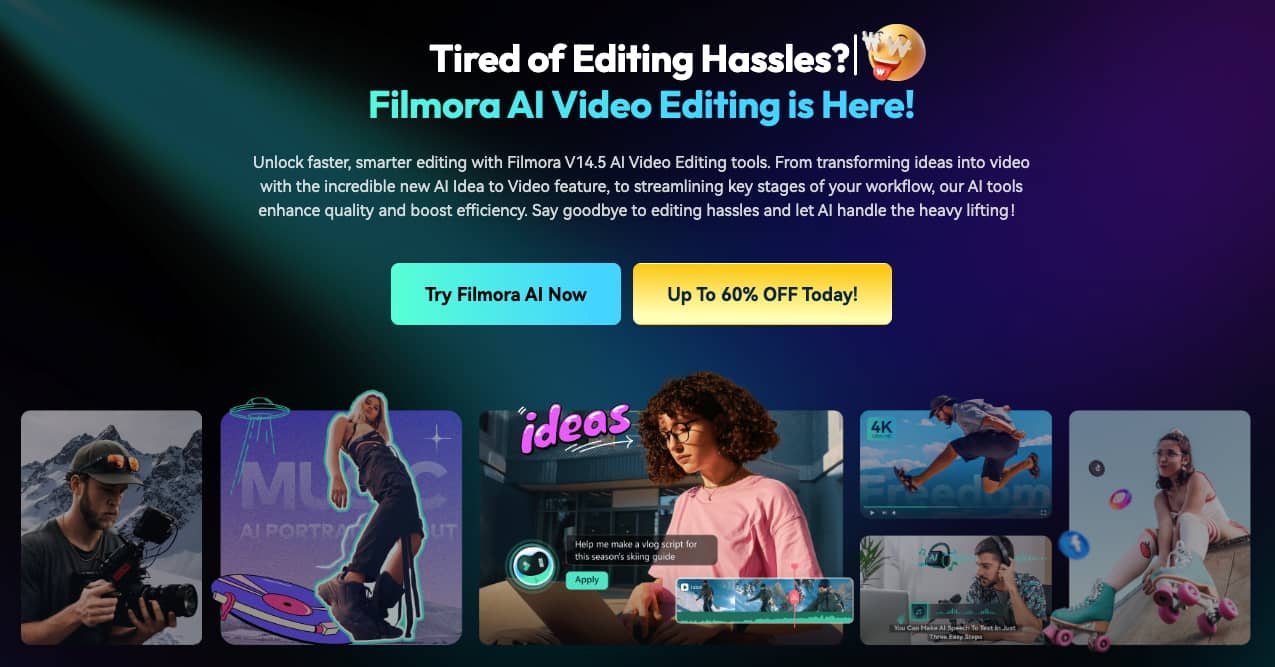 Tired of Editing Hassles?
Filmora AI Video Editing is Here!
Unlock faster, smarter editing with Filmora V14.5 AI Video Editing tools. From transforming ideas into video
with the incredible new AI Idea to Video feature, to streamlining key stages of your workflow, our AI tools
enhance quality and boost efficiency. Say goodbye to editing hassles and let AI handle the heavy lifting!
Try Filmora AI Now
Up To 60% OFF Today!
ideas
Help me make a vlog script for
this season's skiing guide
Apply
4K
Freedom
You Can Make AI Speech To Text In Just
Three Easy Steps